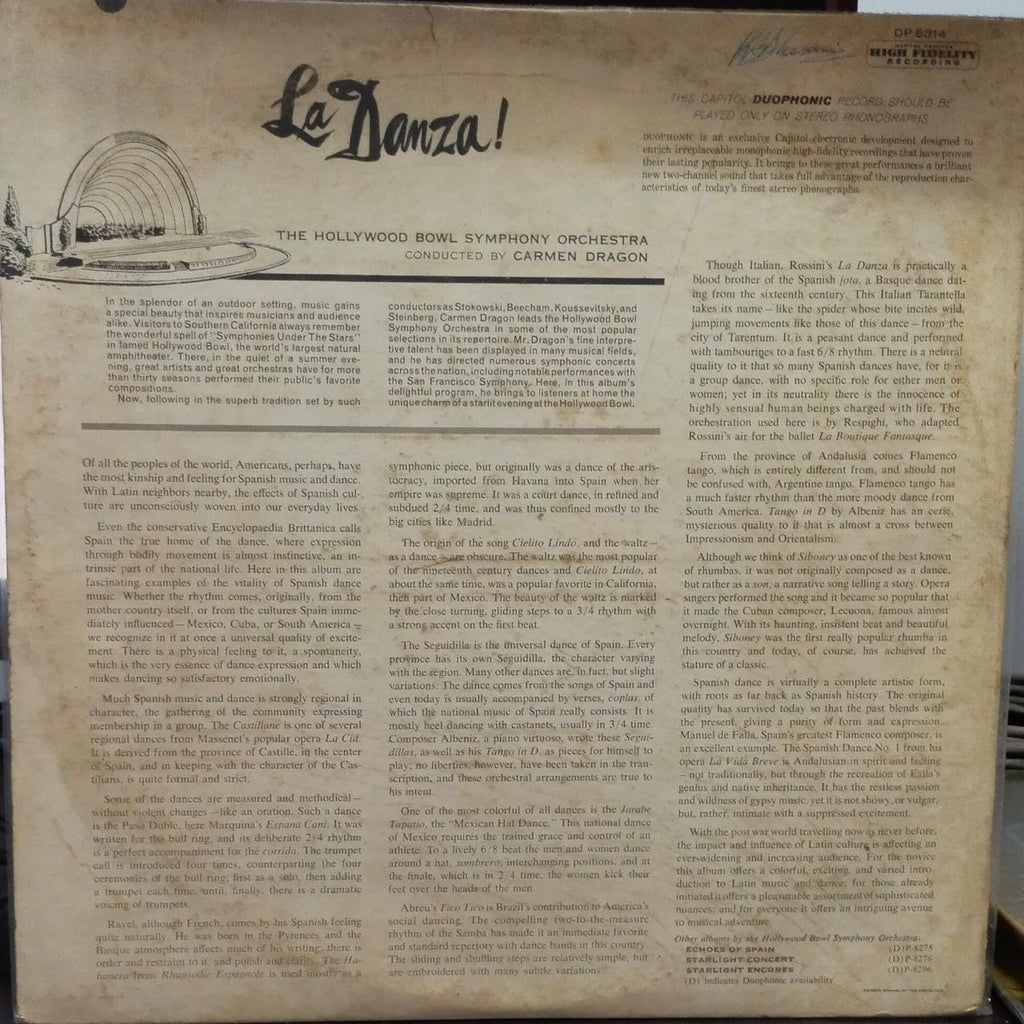 DP 8314
HIGH FIDELITY
RECORDING
La Danza!
THIS CAPITOL DUOPHONIC RECORD SHOULD BE
PLAYED ONLY ON STEREO PHONOGRAPHS
DUOPHONIC is an exclusive Capitol electronic development designed to
enrich irreplaceable monophonic high-fidelity recordings that have proven
their lasting popularity. It brings to these great performances a brilliant
new two-channel sound that takes full advantage of the reproduction char-
acteristics of today's finest stereo phonographs.
THE HOLLYWOOD BOWL SYMPHONY ORCHESTRA
CONDUCTED BY CARMEN DRAGON
In the splendor of an outdoor setting, music gains
a special beauty that inspires musicians and audience
alike. Visitors to Southern California always remember
the wonderful spell of "Symphonies Under The Stars"
in famed Hollywood Bowl, the world's largest natural
amphitheater. There, in the quiet of a summer eve-
ning, great artists and great orchestras have for more
than thirty seasons performed their public's favorite
compositions.
Now, following in the superb tradition set by such
conductors as Stokowski, Beecham, Koussevitsky, and
Steinberg, Carmen Dragon leads the Hollywood Bowl
Symphony Orchestra in some of the most popular
selections in its repertoire. Mr. Dragon's fine interpre-
tive talent has been displayed in many musical fields,
and he has directed numerous symphonic concerts
across the nation, including notable performances with
the San Francisco Symphony. Here, in this album's
delightful program, he brings to listeners at home the
unique charm of a starlit evening at the Hollywood Bowl.
Of all the peoples of the world, Americans, perhaps, have
the most kinship and feeling for Spanish music and dance.
With Latin neighbors nearby, the effects of Spanish cul-
ture are unconsciously woven into our everyday lives.
Even the conservative Encyclopaedia Brittanica calls
Spain the true home of the dance, where expression
through bodily movement is almost instinctive, an in-
trinsic part of the national life. Here in this album are
fascinating examples of the vitality of Spanish dance
music. Whether the rhythm comes, originally, from the
mother country itself, or from the cultures Spain imme-
diately influenced — Mexico, Cuba, or South America —
we recognize in it at once a universal quality of excite-
ment. There is a physical feeling to it, a spontaneity,
which is the very essence of dance expression and which
makes dancing so satisfactory emotionally.
Much Spanish music and dance is strongly regional in
character, the gathering of the community expressing
membership in a group. The Castillane is one of several
regional dances from Massenet's popular opera La Cid.
It is derived from the province of Castille, in the center
of Spain, and in keeping with the character of the Cas-
tilians, is quite formal and strict.
Some of the dances are measured and methodical —
without violent changes — like an oration. Such a dance
is the Paso Doble, here Marquina's Espana Cani. It was
written for the bull ring, and its deliberate 2/4 rhythm
is a perfect accompaniment for the corrida. The trumpet
call is introduced four times, counterparting the four
ceremonies of the bull ring; first as a solo, then adding
a trumpet each time, until, finally, there is a dramatic
voicing of trumpets.
Ravel, although French, comes by his Spanish feeling
quite naturally. He was born in the Pyrenees and the
Basque atmosphere affects much of his writing; there is
order and restraint to it, and polish and clarity. The Ha-
banera from Rhapsodie Espagnole is used mostly as a
symphonic piece, but originally was a dance of the aris-
tocracy, imported from Havana into Spain when her
empire was supreme. It was a court dance, in refined and
subdued 2/4 time, and was thus confined mostly to the
big cities like Madrid.
The origin of the song Cielito Lindo, and the waltz —
as a dance — are obscure. The waltz was the most popular
of the nineteenth century dances and Cielito Lindo, at
about the same time, was a popular favorite in California,
then part of Mexico. The beauty of the waltz is marked
by the close turning, gliding steps to a 3/4 rhythm with
a strong accent on the first beat.
The Seguidilla is the universal dance of Spain. Every
province has its own Seguidilla, the character varying
with the region. Many other dances are, in fact, but slight
variations. The dance comes from the songs of Spain and
even today is usually accompanied by verses, coplas, of
which the national music of Spain really consists. It is
mostly heel dancing with castanets, usually in 3/4 time.
Composer Albeniz, a piano virtuoso, wrote these Segui-
dillas, as well as his Tango in D, as pieces for himself to
play; no liberties, however, have been taken in the tran-
scription, and these orchestral arrangements are true to
his intent.
One of the most colorful of all dances is the Jarabe
Tapatio, the "Mexican Hat Dance." This national dance
of Mexico requires the trained grace and control of an
athlete. To a lively 6/8 beat the men and women dance
around a hat, sombrero, interchanging positions, and at
the finale, which is in 2/4 time, the women kick their
feet over the heads of the men.
Abreu's Tico Tico is Brazil's contribution to America's
social dancing. The compelling two-to-the-measure
rhythm of the Samba has made it an immediate favorite
and standard repertory with dance bands in this country.
The sliding and shuffling steps are relatively simple, but
are embroidered with many subtle variations.
Though Italian, Rossini's La Danza is practically a
blood brother of the Spanish jota, a Basque dance dat-
ing from the sixteenth century. This Italian Tarantella
takes its name — like the spider whose bite incites wild,
jumping movements like those of this dance — from the
city of Tarentum. It is a peasant dance and performed
with tambourines to a fast 6/8 rhythm. There is a neutral
quality to it that so many Spanish dances have, for it is
a group dance, with no specific role for either men or
women; yet in its neutrality there is the innocence of
highly sensual human beings charged with life. The
orchestration used here is by Respighi, who adapted
Rossini's air for the ballet La Boutique Fantasque.
From the province of Andalusia comes Flamenco
tango, which is entirely different from, and should not
be confused with, Argentine tango. Flamenco tango has
a much faster rhythm than the more moody dance from
South America. Tango in D by Albeniz has an eerie,
mysterious quality to it that is almost a cross between
Impressionism and Orientalism.
Although we think of Siboney as one of the best known
of rhumbas, it was not originally composed as a dance,
but rather as a son, a narrative song telling a story. Opera
singers performed the song and it became so popular that
it made the Cuban composer, Lecuona, famous almost
overnight. With its haunting, insistent beat and beautiful
melody, Siboney was the first really popular rhumba in
this country and today, of course, has achieved the
stature of a classic.
Spanish dance is virtually a complete artistic form,
with roots as far back as Spanish history. The original
quality has survived today so that the past blends with
the present, giving a purity of form and expression.
Manuel de Falla, Spain's greatest Flamenco composer, is
an excellent example. The Spanish Dance No. 1 from his
opera La Vida Breve is Andalusian in spirit and feeling
— not traditionally, but through the recreation of Falla's
genius and native inheritance. It has the restless passion
and wildness of gypsy music, yet it is not showy, or vulgar,
but, rather, intimate with a suppressed excitement.
With the post war world travelling now as never before,
the impact and influence of Latin culture is affecting an
ever-widening and increasing audience. For the novice
this album offers a colorful, exciting, and varied intro-
duction to Latin music and dance; for those already
initiated it offers a pleasurable assortment of sophisticated
nuances; and for everyone it offers an intriguing avenue
to musical adventure.
Other albums by the Hollywood Bowl Symphony Orchestra:
ECHOES OF SPAIN (D)P-8275
STARLIGHT CONCERT (D)P-8276
STARLIGHT ENCORES (D)P-8296
(D) indicates Duophonic availability